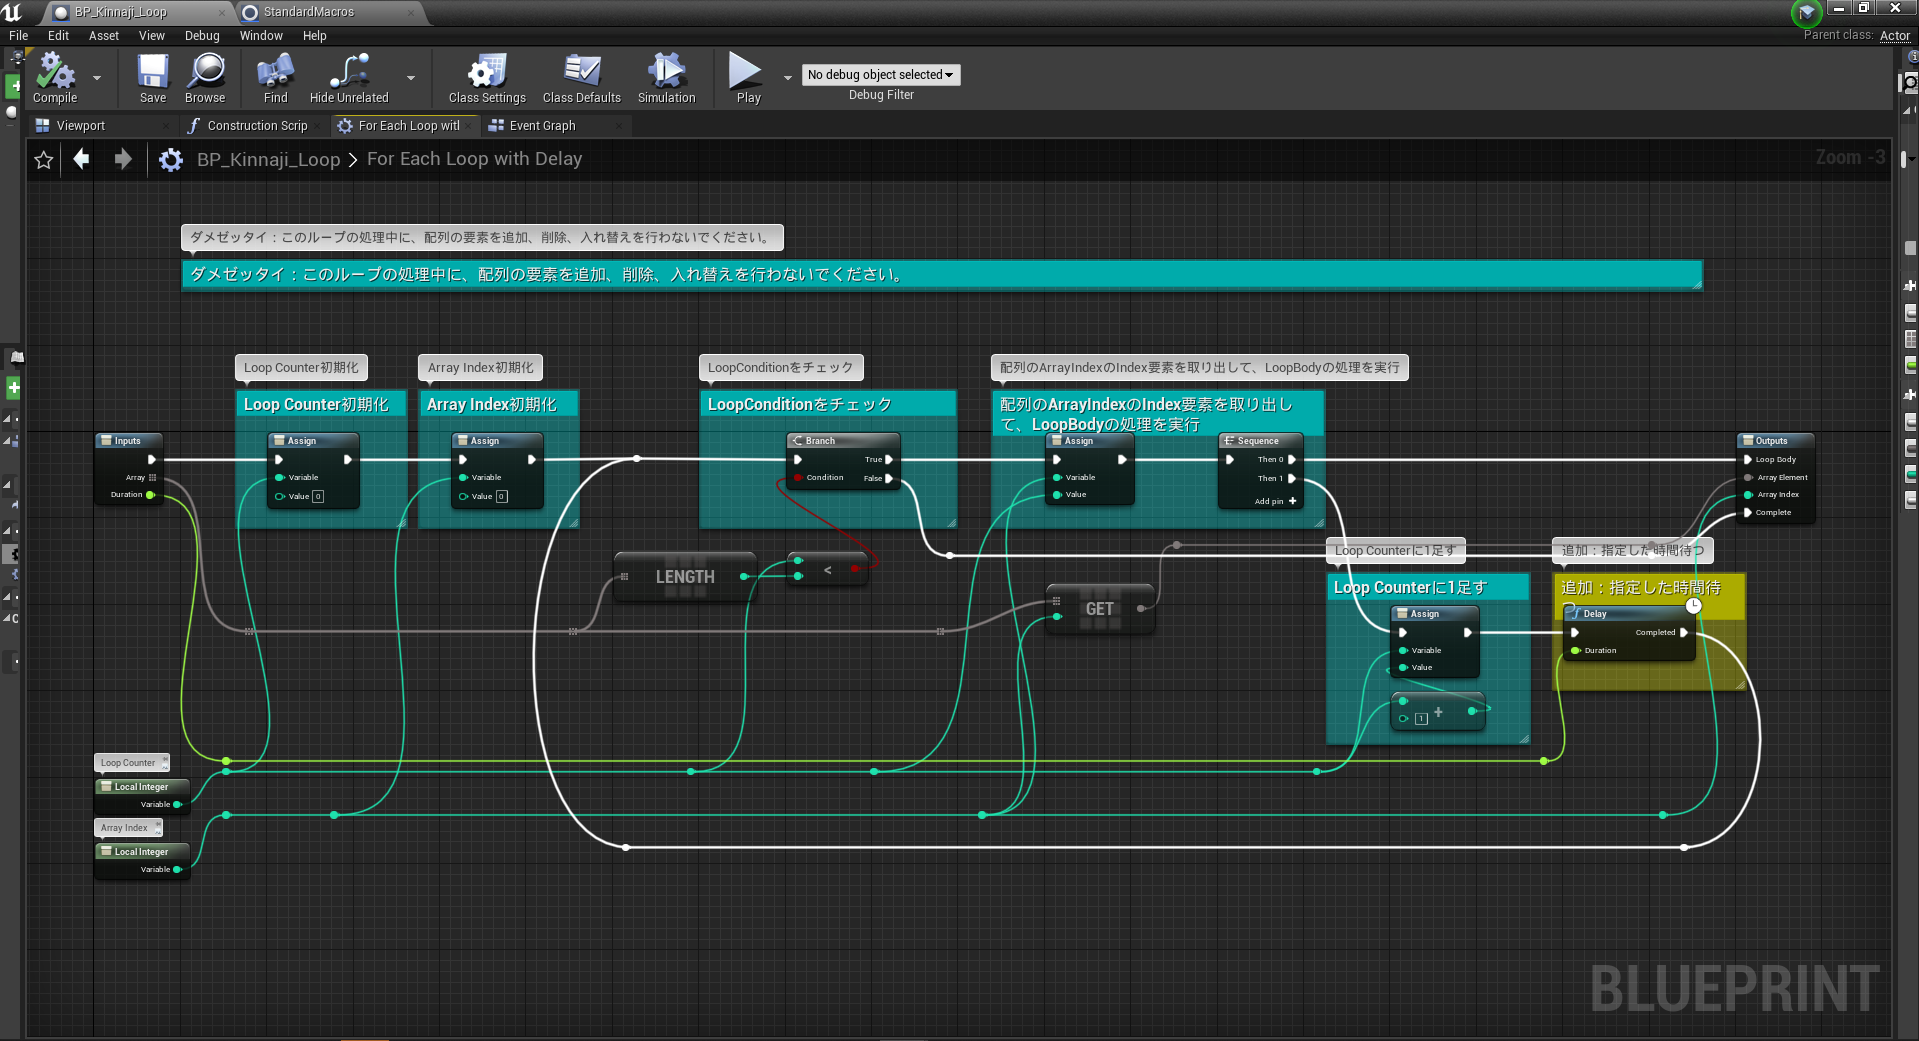 BP_Kinnaji_Loop
StandardMacros
File Edit Asset View Debug Window Help
Parent class: Actor
Compile
Save
Browse
Find
Hide Unrelated
Class Settings
Class Defaults
Simulation
Play
No debug object selected
Debug Filter
Viewport
Construction Scrip
For Each Loop witl
Event Graph
BP_Kinnaji_Loop > For Each Loop with Delay
Zoom -3
ダメゼッタイ：このループの処理中に、配列の要素を追加、削除、入れ替えを行わないでください。
ダメゼッタイ：このループの処理中に、配列の要素を追加、削除、入れ替えを行わないでください。
Loop Counter初期化
Array Index初期化
LoopConditionをチェック
配列のArrayIndexのIndex要素を取り出して、LoopBodyの処理を実行
Loop Counter初期化
Array Index初期化
LoopConditionをチェック
配列のArrayIndexのIndex要素を取り出し
て、LoopBodyの処理を実行
Inputs
Array
Duration
Assign
Variable
Value 0
Assign
Variable
Value 0
Branch
True
Condition
False
Assign
Variable
Value
Sequence
Then 0
Then 1
Add pin +
Outputs
Loop Body
Array Element
Array Index
Complete
LENGTH
<
GET
Loop Counterに1足す
Loop Counterに1足す
Assign
Variable
Value
1
+
追加：指定した時間待つ
追加：指定した時間待
Delay
Completed
Duration
Loop Counter
Local Integer
Variable
Array Index
Local Integer
Variable
BLUEPRINT